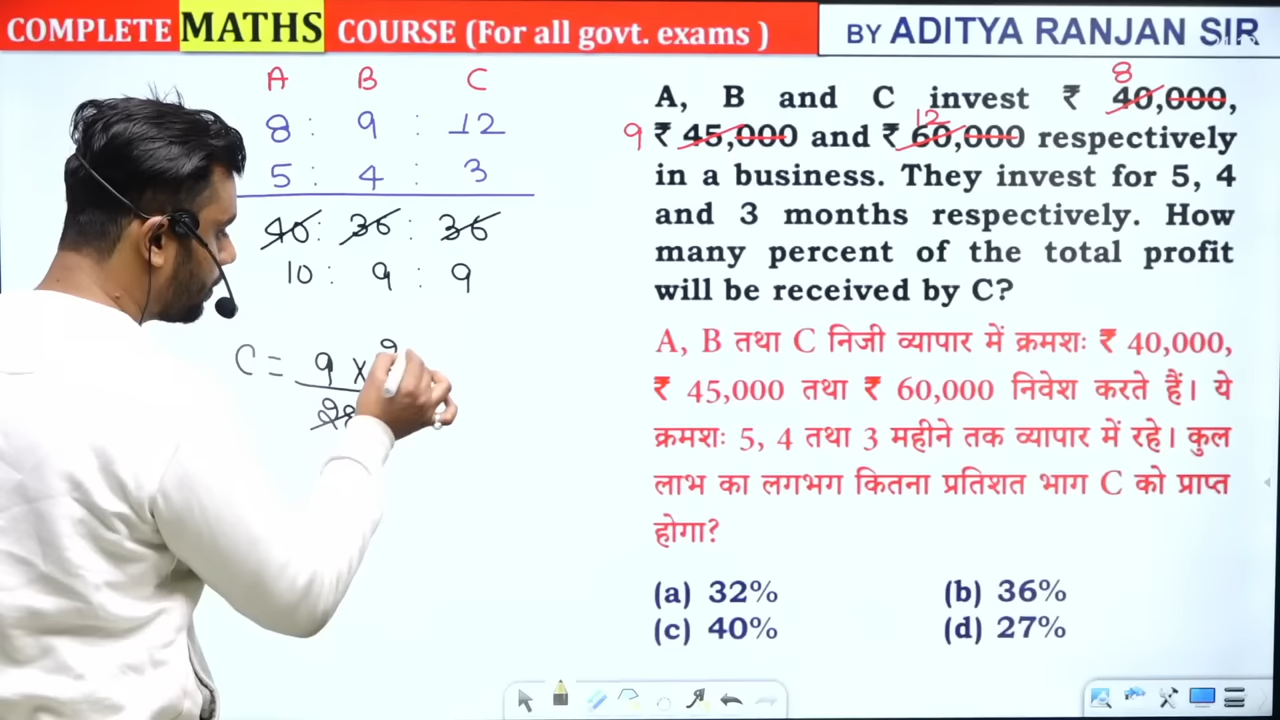 COMPLETE MATHS COURSE (For all govt. exams )
BY ADITYA RANJAN SIR
A B C
8 : 9 : 12
5 : 4 : 3
40 : 36 : 36
10 : 9 : 9
C = 9 ×
8
A, B and C invest ₹ 40,000,
9 12
₹ 45,000 and ₹ 60,000 respectively
in a business. They invest for 5, 4
and 3 months respectively. How
many percent of the total profit
will be received by C?
A, B तथा C निजी व्यापार में क्रमशः ₹ 40,000,
₹ 45,000 तथा ₹ 60,000 निवेश करते हैं। ये
क्रमशः 5, 4 तथा 3 महीने तक व्यापार में रहे। कुल
लाभ का लगभग कितना प्रतिशत भाग C को प्राप्त
होगा?
(a) 32% (b) 36%
(c) 40% (d) 27%